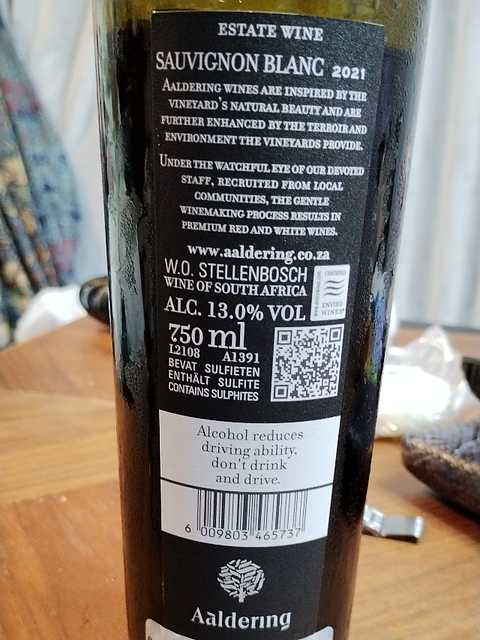 ESTATE WINE
SAUVIGNON BLANC 2021
AALDERING WINES ARE INSPIRED BY THE
VINEYARD'S NATURAL BEAUTY AND ARE
FURTHER ENHANCED BY THE TERROIR AND
ENVIRONMENT THE VINEYARDS PROVIDE.
UNDER THE WATCHFUL EYE OF OUR DEVOTED
STAFF, RECRUITED FROM LOCAL
COMMUNITIES, THE GENTLE
WINEMAKING PROCESS RESULTS IN
PREMIUM RED AND WHITE WINES.
www.aaldering.co.za
W.O. STELLENBOSCH
WINE OF SOUTH AFRICA
CERTIFIED
ENVIRO
WINES
ALC. 13.0% VOL
750 ml
L2108 A1391
BEVAT SULFIETEN
ENTHÄLT SULFITE
CONTAINS SULPHITES
Alcohol reduces
driving ability,
don't drink
and drive.
6 009803 465737
Aaldering